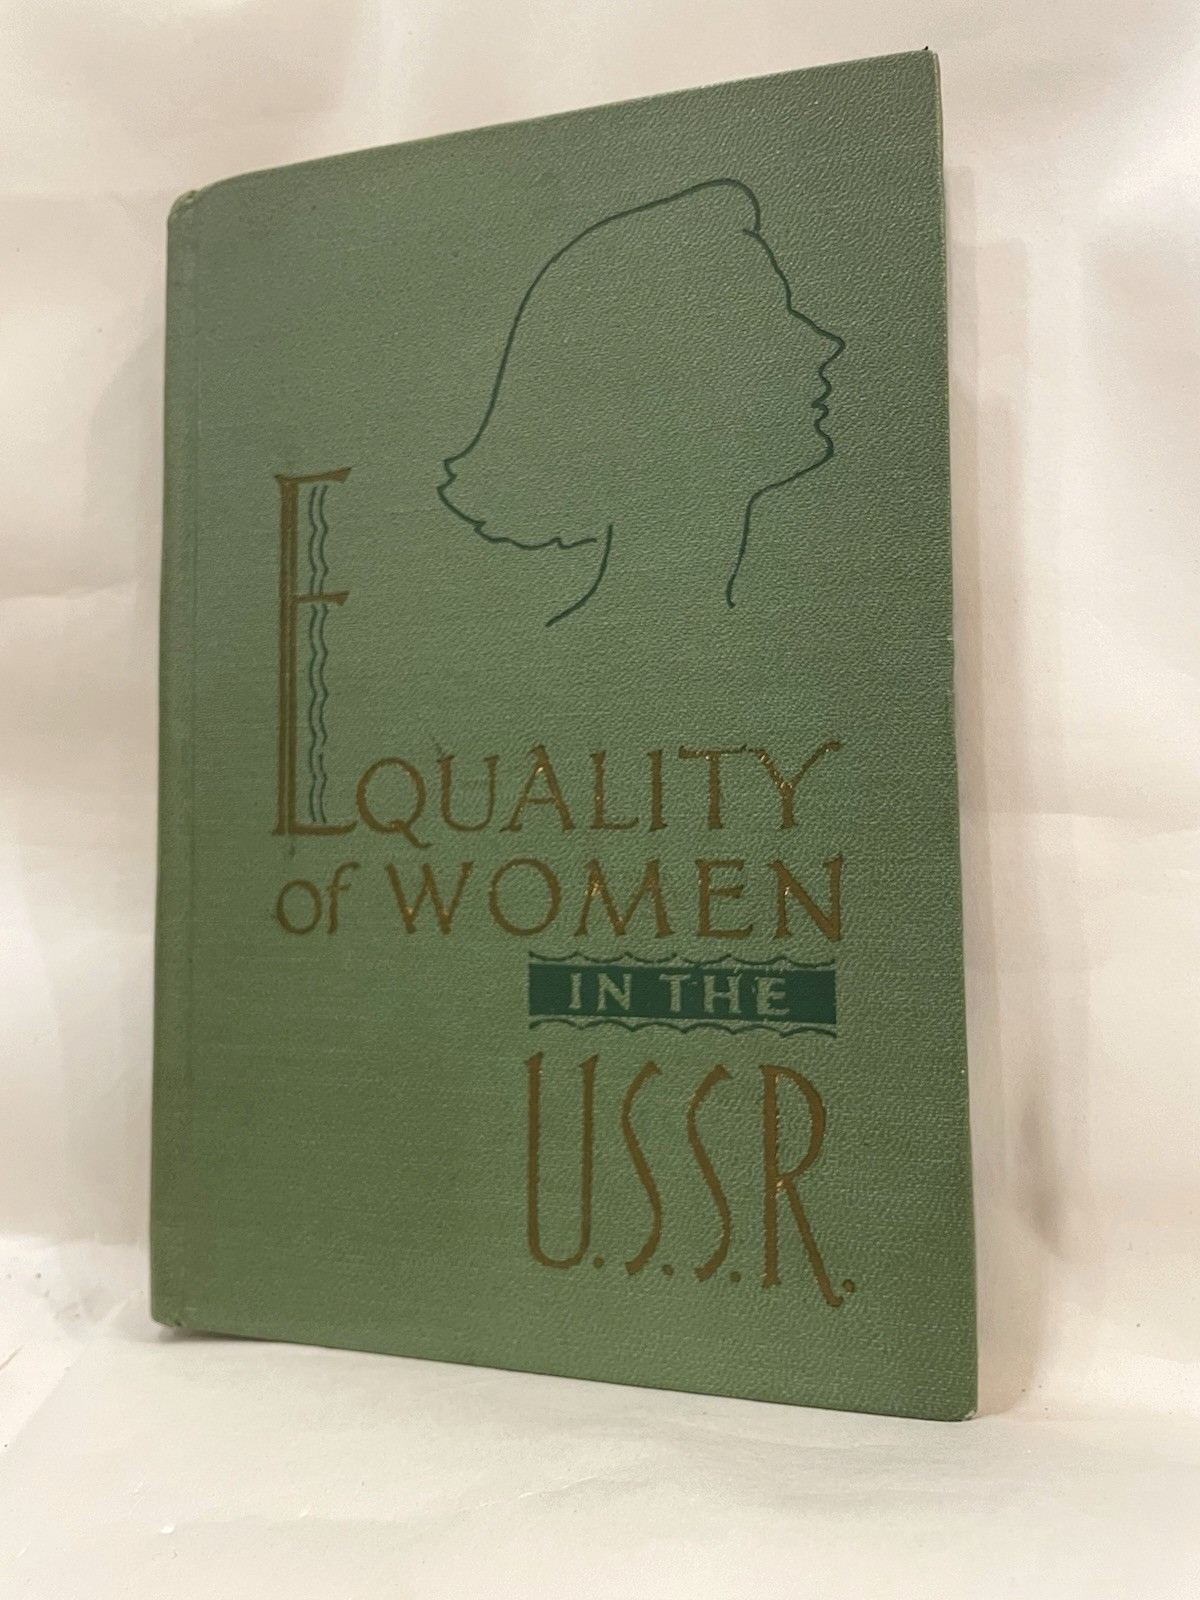 EQUALITY
of WOMEN
IN THE
U.S.S.R.